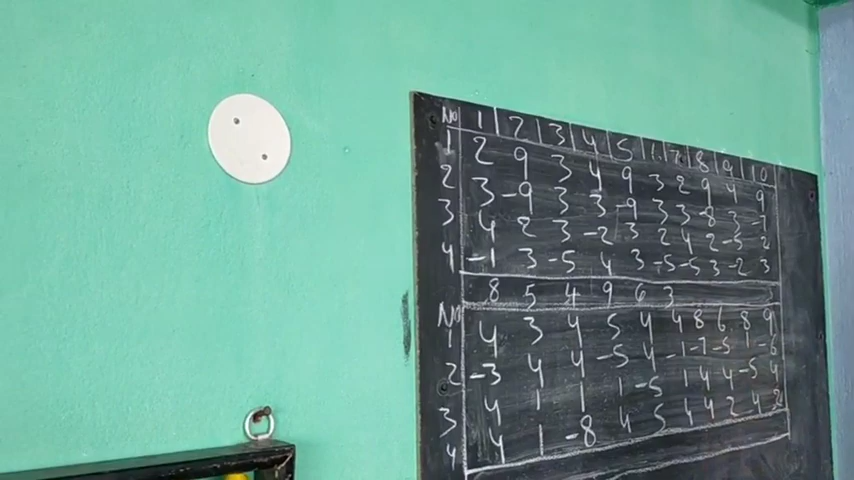 No 1 2 3 4 5 6 7 8 9 10
1 2 9 3 4 9 3 2 9 4 9
2 3 -9 3 3 -9 3 3 -8 3 -7
3 4 2 3 -2 3 2 4 2 -5 2
4 -1 3 -5 4 3 -5 -5 3 -2 3
8 5 4 9 6 3
No
1 4 3 4 5 4 4 8 6 8 9
2 -3 4 4 -5 4 -1 -7 -5 1 -6
3 4 1 1 1 -5 1 4 4 -5 4
4 4 1 -8 4 5 4 4 2 4 2